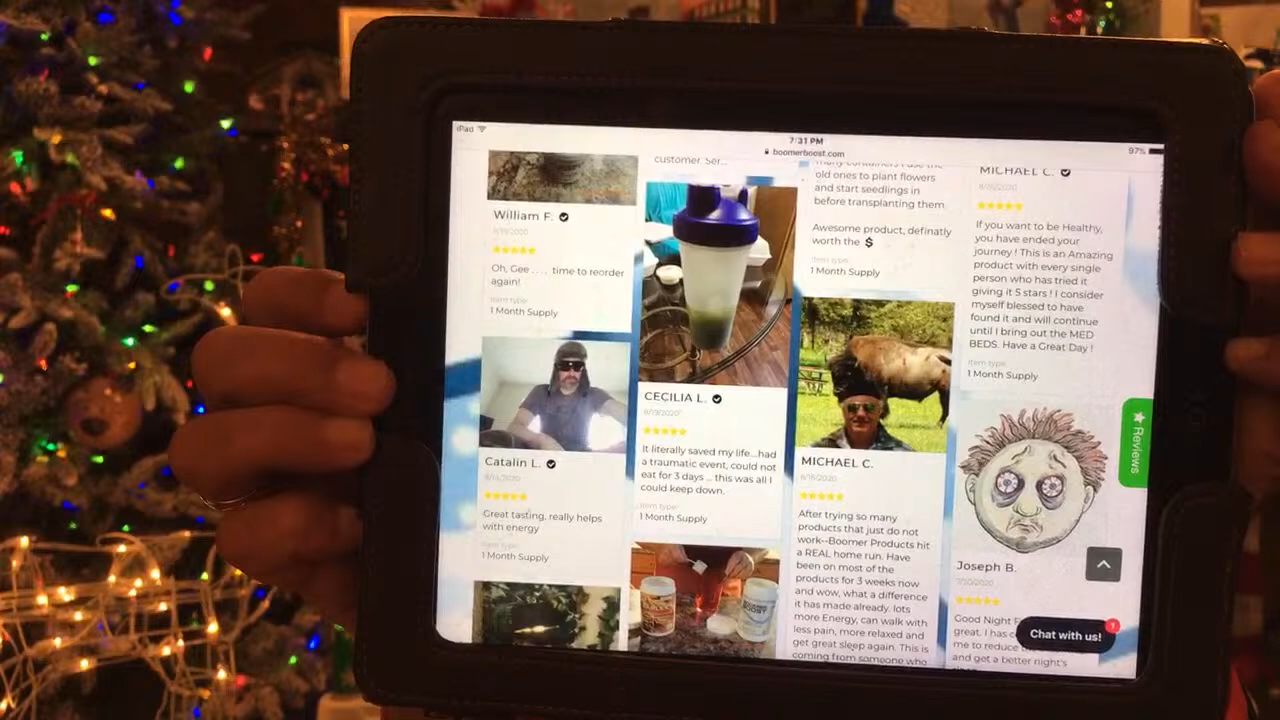 iPad
7:31 PM
boomerboost.com
97%
William F.
Oh, Gee .... time to reorder
again!
Item type:
1 Month Supply
Catalin L.
Great tasting, really helps
with energy
Item type:
1 Month Supply
customer. Ser...
CECILIA L.
8/19/2020
It literally saved my life...had
a traumatic event, could not
eat for 3 days ... this was all I
could keep down.
Item type:
1 Month Supply
many containers I use the
old ones to plant flowers
and start seedlings in
before transplanting them.
Awesome product, definatly
worth the $
Item type:
1 Month Supply
MICHAEL C.
After trying so many
products that just do not
work--Boomer Products hit
a REAL home run. Have
been on most of the
products for 3 weeks now
and wow, what a difference
it has made already. lots
more Energy, can walk with
less pain, more relaxed and
get great sleep again. This is
coming from someone who
MICHAEL C.
If you want to be Healthy,
you have ended your
journey ! This is an Amazing
product with every single
person who has tried it
giving it 5 stars ! I consider
myself blessed to have
found it and will continue
until I bring out the MED
BEDS. Have a Great Day !
Item type:
1 Month Supply
Joseph B.
Good Night
great. I has
me to reduce
and get a better night's
★ Reviews
Chat with us!
1